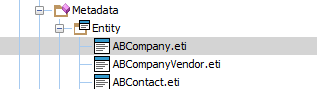 Metadata
Entity
ABCompany.eti
ABCompanyVendor.eti
ABContact.eti